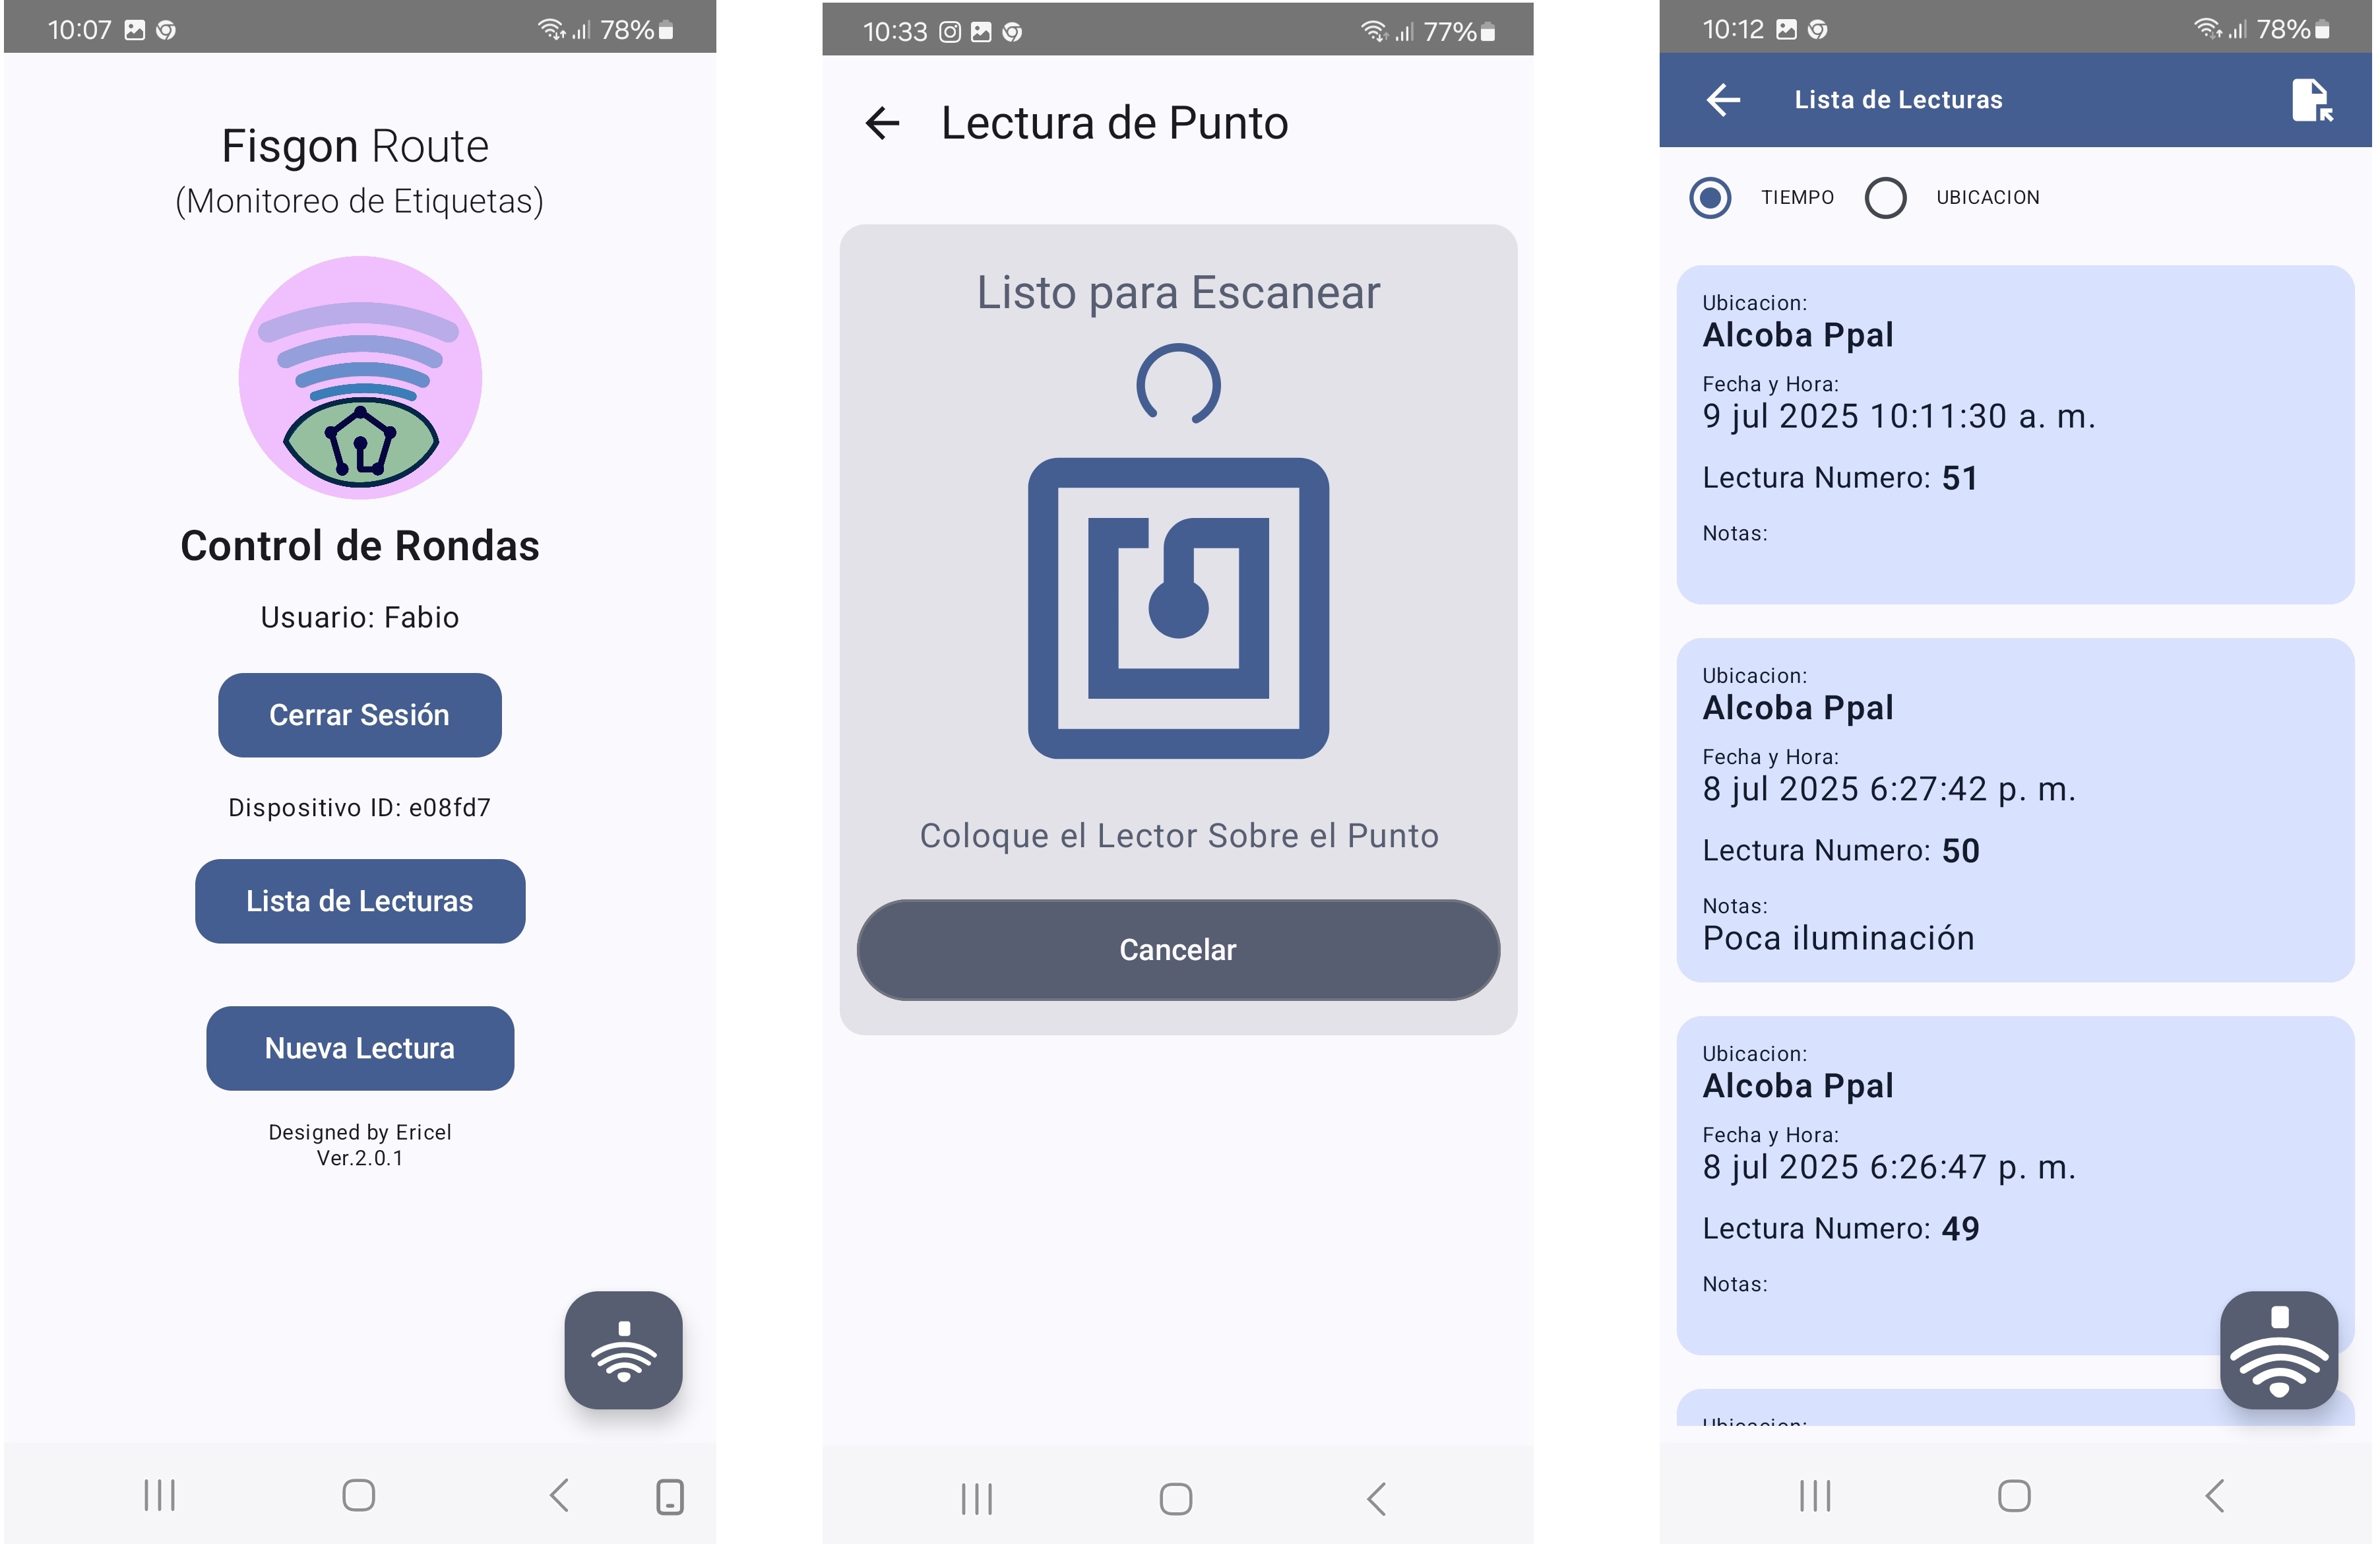 10:07 78%
Fisgon Route
(Monitoreo de Etiquetas)
Control de Rondas
Usuario: Fabio
Cerrar Sesión
Dispositivo ID: e08fd7
Lista de Lecturas
Nueva Lectura
Designed by Ericel
Ver.2.0.1
10:33 77%
Lectura de Punto
Listo para Escanear
Coloque el Lector Sobre el Punto
Cancelar
10:12 78%
Lista de Lecturas
TIEMPO UBICACION
Ubicacion:
Alcoba Ppal
Fecha y Hora:
9 jul 2025 10:11:30 a. m.
Lectura Numero: 51
Notas:
Ubicacion:
Alcoba Ppal
Fecha y Hora:
8 jul 2025 6:27:42 p. m.
Lectura Numero: 50
Notas:
Poca iluminación
Ubicacion:
Alcoba Ppal
Fecha y Hora:
8 jul 2025 6:26:47 p. m.
Lectura Numero: 49
Notas:
Ubicacion: